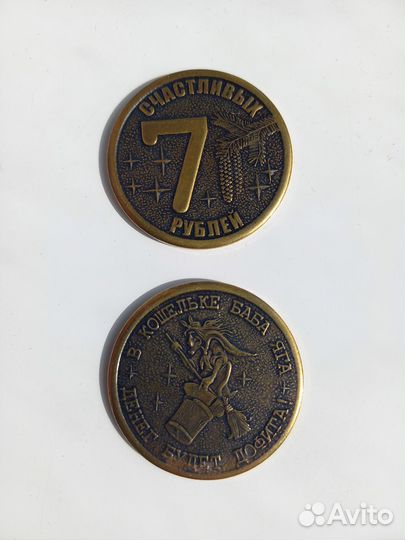 СЧАСТЛИВЫХ
7
РУБЛЕЙ
В КОШЕЛЬКЕ БАБА ЯГА
ДЕНЕГ БУДЕТ ДОФИГА!
Avito